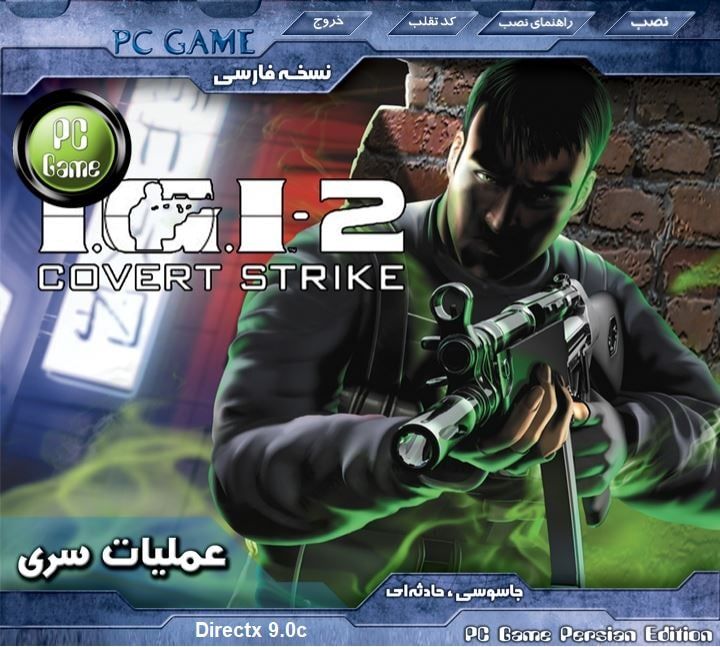 نصب
راهنمای نصب
کد تقلب
خروج
PC GAME
نسخه فارسی
PC
Game
I.G.I-2
COVERT STRIKE
عملیات سری
جاسوسی ، حادثه‌ای
Directx 9.0c
PC Game Persian Edition